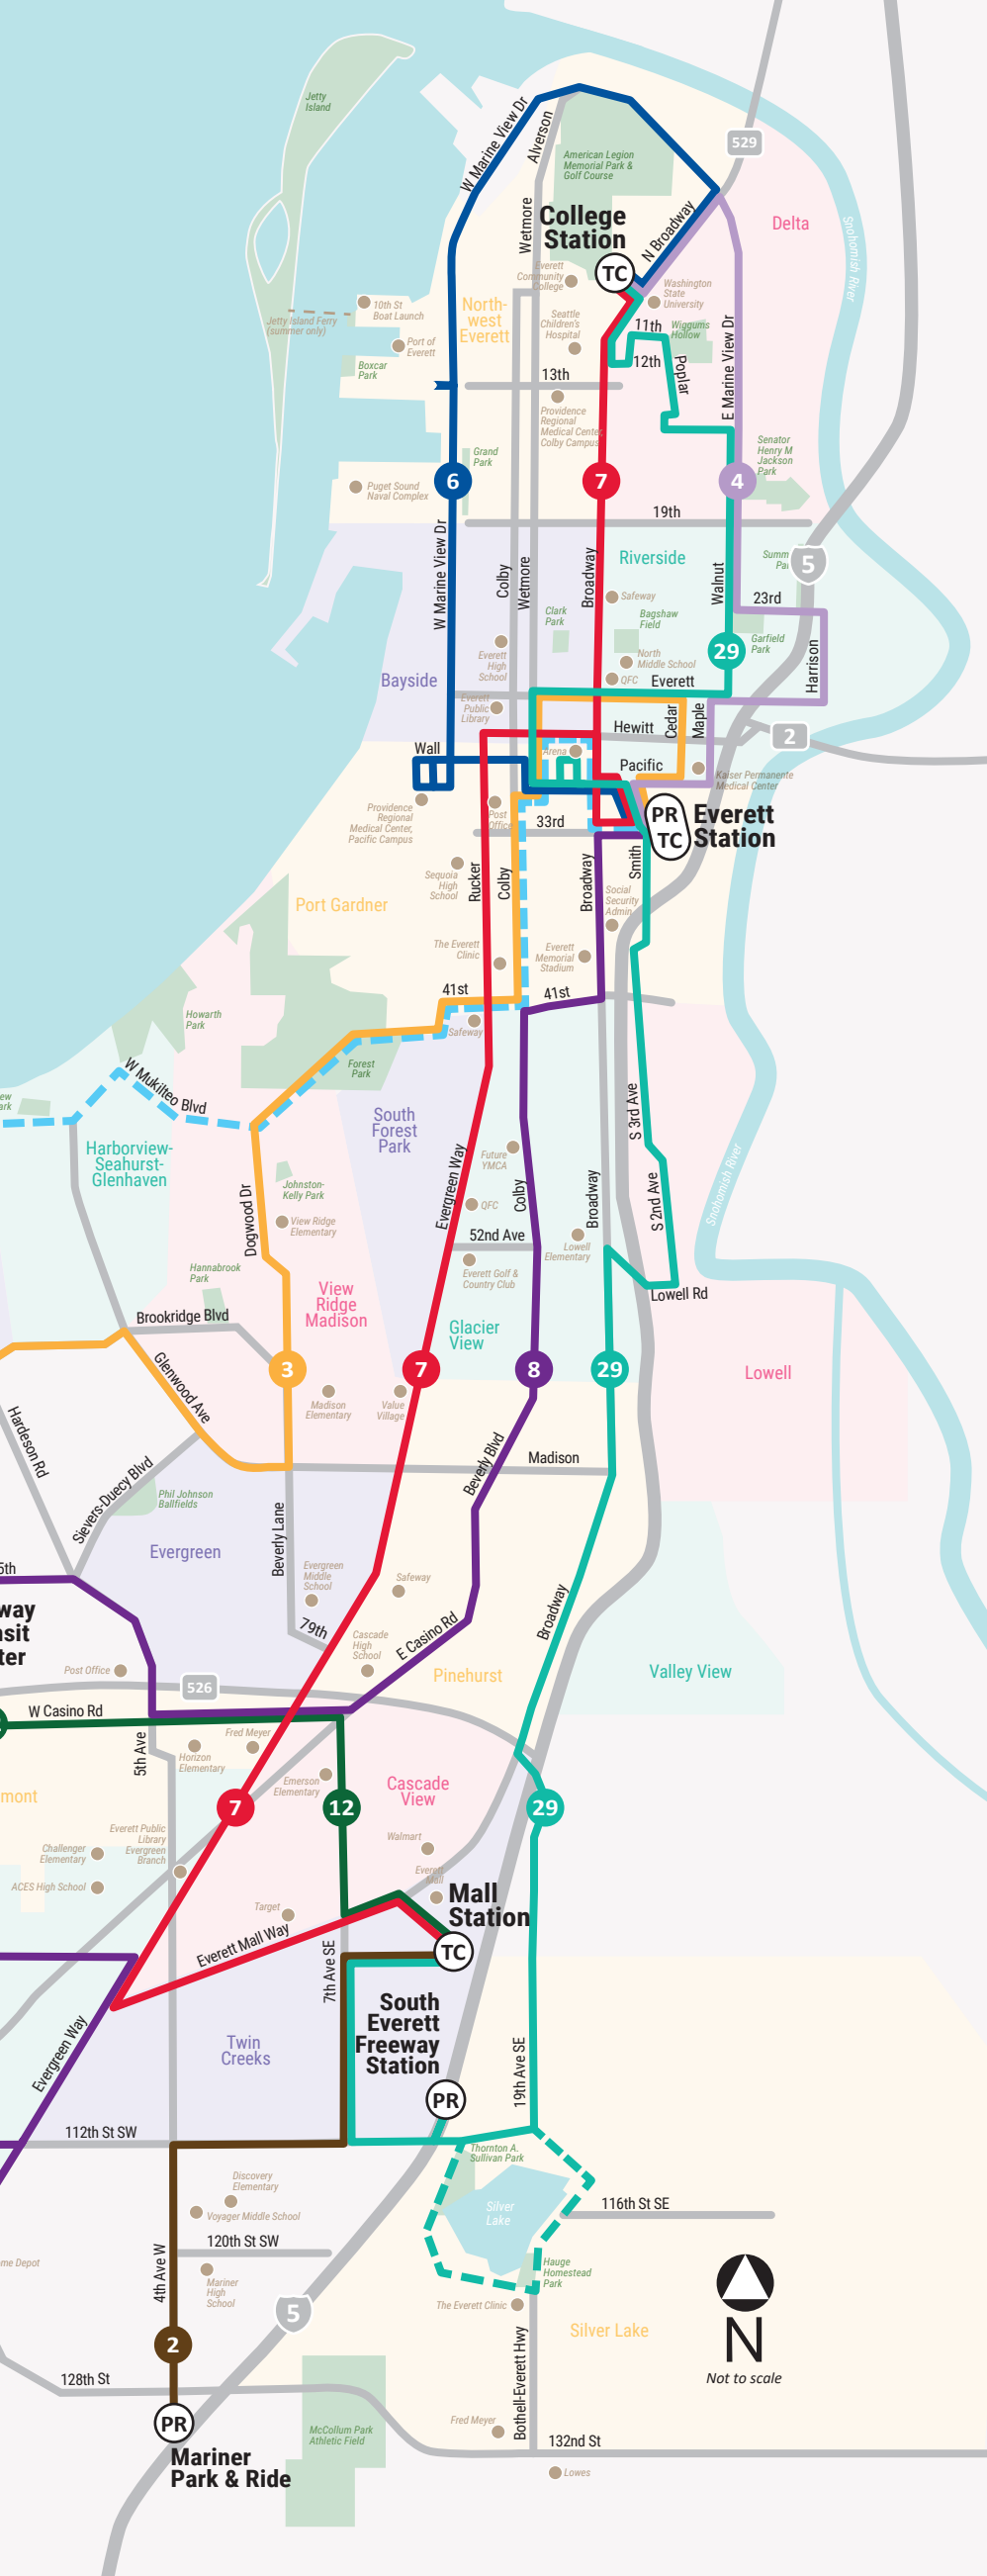 Jetty
Island
W Marine View Dr
Alverson
529
American Legion
Memorial Park &
Golf Course
Wetmore
College
Station
TC
N Broadway
Delta
Snohomish River
Everett
Community
College
Washington
State
University
10th St
Boat Launch
Jetty Island Ferry
(summer only)
Port of
Everett
Boxcar
Park
North-
west
Everett
Seattle
Children's
Hospital
11th
Wiggums
Hollow
12th
Poplar
E Marine View Dr
13th
Providence
Regional
Medical Center,
Colby Campus
Grand
Park
Senator
Henry M
Jackson
Park
Puget Sound
Naval Complex
6
7
4
19th
W Marine View Dr
Colby
Wetmore
Broadway
Riverside
Walnut
5
23rd
Safeway
Clark
Park
Bagshaw
Field
Garfield
Park
Harrison
Everett
High
School
North
Middle School
29
QFC
Everett
Bayside
Everett
Public
Library
Hewitt
Cedar
Maple
2
Wall
Arena
Pacific
Kaiser Permanente
Medical Center
Providence
Regional
Medical Center,
Pacific Campus
Post
Office
33rd
PR
TC
Everett
Station
Sequoia
High
School
Rucker
Colby
Broadway
Smith
Social
Security
Admin
Port Gardner
The Everett
Clinic
Everett
Memorial
Stadium
41st
41st
Howarth
Park
Safeway
Forest
Park
W Mukilteo Blvd
South
Forest
Park
S 3rd Ave
Harborview-
Seahurst-
Glenhaven
Future
YMCA
Snohomish River
Johnston-
Kelly Park
Dogwood Dr
View Ridge
Elementary
Evergreen Way
QFC
Colby
Broadway
S 2nd Ave
52nd Ave
Lowell
Elementary
Everett Golf &
Country Club
Hannabrook
Park
View
Ridge
Madison
Lowell Rd
Brookridge Blvd
Glacier
View
3
7
8
29
Lowell
Glenwood Ave
Madison
Elementary
Value
Village
Hardeson Rd
Beverly Blvd
Madison
Sievers-Duecy Blvd
Phil Johnson
Ballfields
Evergreen
Beverly Lane
5th
Evergreen
Middle
School
Safeway
Broadway
way
nsit
ter
79th
Cascade
High
School
E Casino Rd
Post Office
Pinehurst
Valley View
526
W Casino Rd
5th Ave
Fred Meyer
Horizon
Elementary
Emerson
Elementary
Cascade
View
mont
7
12
29
Everett Public
Library
Evergreen
Branch
Challenger
Elementary
Walmart
ACES High School
Everett
Mall
Target
Mall
Station
Everett Mall Way
7th Ave SE
TC
South
Everett
Freeway
Station
Evergreen Way
Twin
Creeks
19th Ave SE
PR
112th St SW
Thornton A.
Sullivan Park
Discovery
Elementary
Voyager Middle School
Silver
Lake
116th St SE
120th St SW
me Depot
4th Ave W
Mariner
High
School
Hauge
Homestead
Park
5
The Everett Clinic
Silver Lake
N
Not to scale
2
Bothell-Everett Hwy
128th St
PR
Fred Meyer
McCollum Park
Athletic Field
132nd St
Mariner
Park & Ride
Lowes